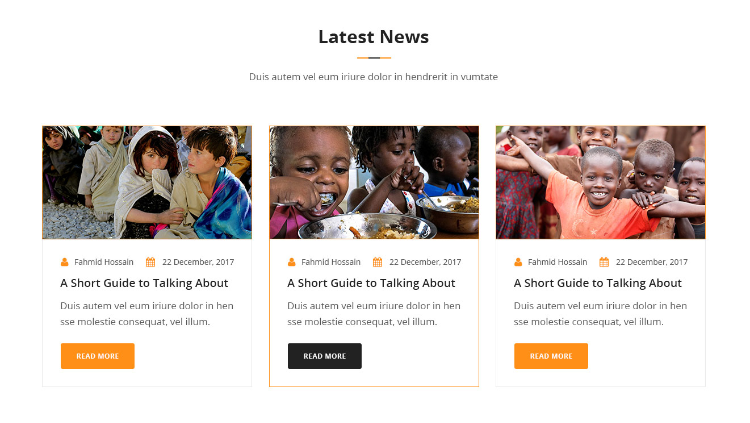 Latest News
Duis autem vel eum iriure dolor in hendrerit in vumtate
Fahmid Hossain 22 December, 2017
A Short Guide to Talking About
Duis autem vel eum iriure dolor in hen
sse molestie consequat, vel illum.
READ MORE
Fahmid Hossain 22 December, 2017
A Short Guide to Talking About
Duis autem vel eum iriure dolor in hen
sse molestie consequat, vel illum.
READ MORE
Fahmid Hossain 22 December, 2017
A Short Guide to Talking About
Duis autem vel eum iriure dolor in hen
sse molestie consequat, vel illum.
READ MORE